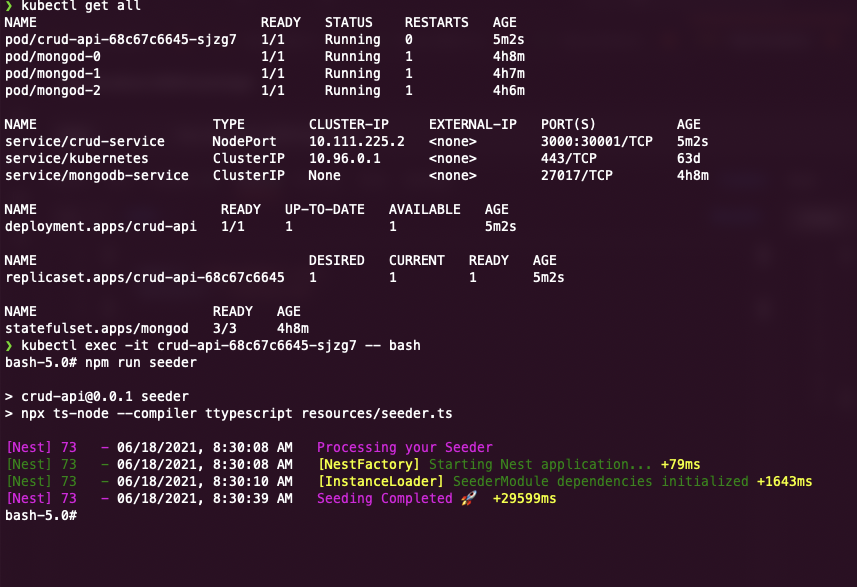 ❯ kubectl get all
NAME READY STATUS RESTARTS AGE
pod/crud-api-68c67c6645-sjzg7 1/1 Running 0 5m2s
pod/mongod-0 1/1 Running 1 4h8m
pod/mongod-1 1/1 Running 1 4h7m
pod/mongod-2 1/1 Running 1 4h6m
NAME TYPE CLUSTER-IP EXTERNAL-IP PORT(S) AGE
service/crud-service NodePort 10.111.225.2 <none> 3000:30001/TCP 5m2s
service/kubernetes ClusterIP 10.96.0.1 <none> 443/TCP 63d
service/mongodb-service ClusterIP None <none> 27017/TCP 4h8m
NAME READY UP-TO-DATE AVAILABLE AGE
deployment.apps/crud-api 1/1 1 1 5m2s
NAME DESIRED CURRENT READY AGE
replicaset.apps/crud-api-68c67c6645 1 1 1 5m2s
NAME READY AGE
statefulset.apps/mongod 3/3 4h8m
❯ kubectl exec -it crud-api-68c67c6645-sjzg7 -- bash
bash-5.0# npm run seeder
> crud-api@0.0.1 seeder
> npx ts-node --compiler ttypescript resources/seeder.ts
[Nest] 73 - 06/18/2021, 8:30:08 AM Processing your Seeder
[Nest] 73 - 06/18/2021, 8:30:08 AM [NestFactory] Starting Nest application... +79ms
[Nest] 73 - 06/18/2021, 8:30:10 AM [InstanceLoader] SeederModule dependencies initialized +1643ms
[Nest] 73 - 06/18/2021, 8:30:39 AM Seeding Completed 🚀 +29599ms
bash-5.0#